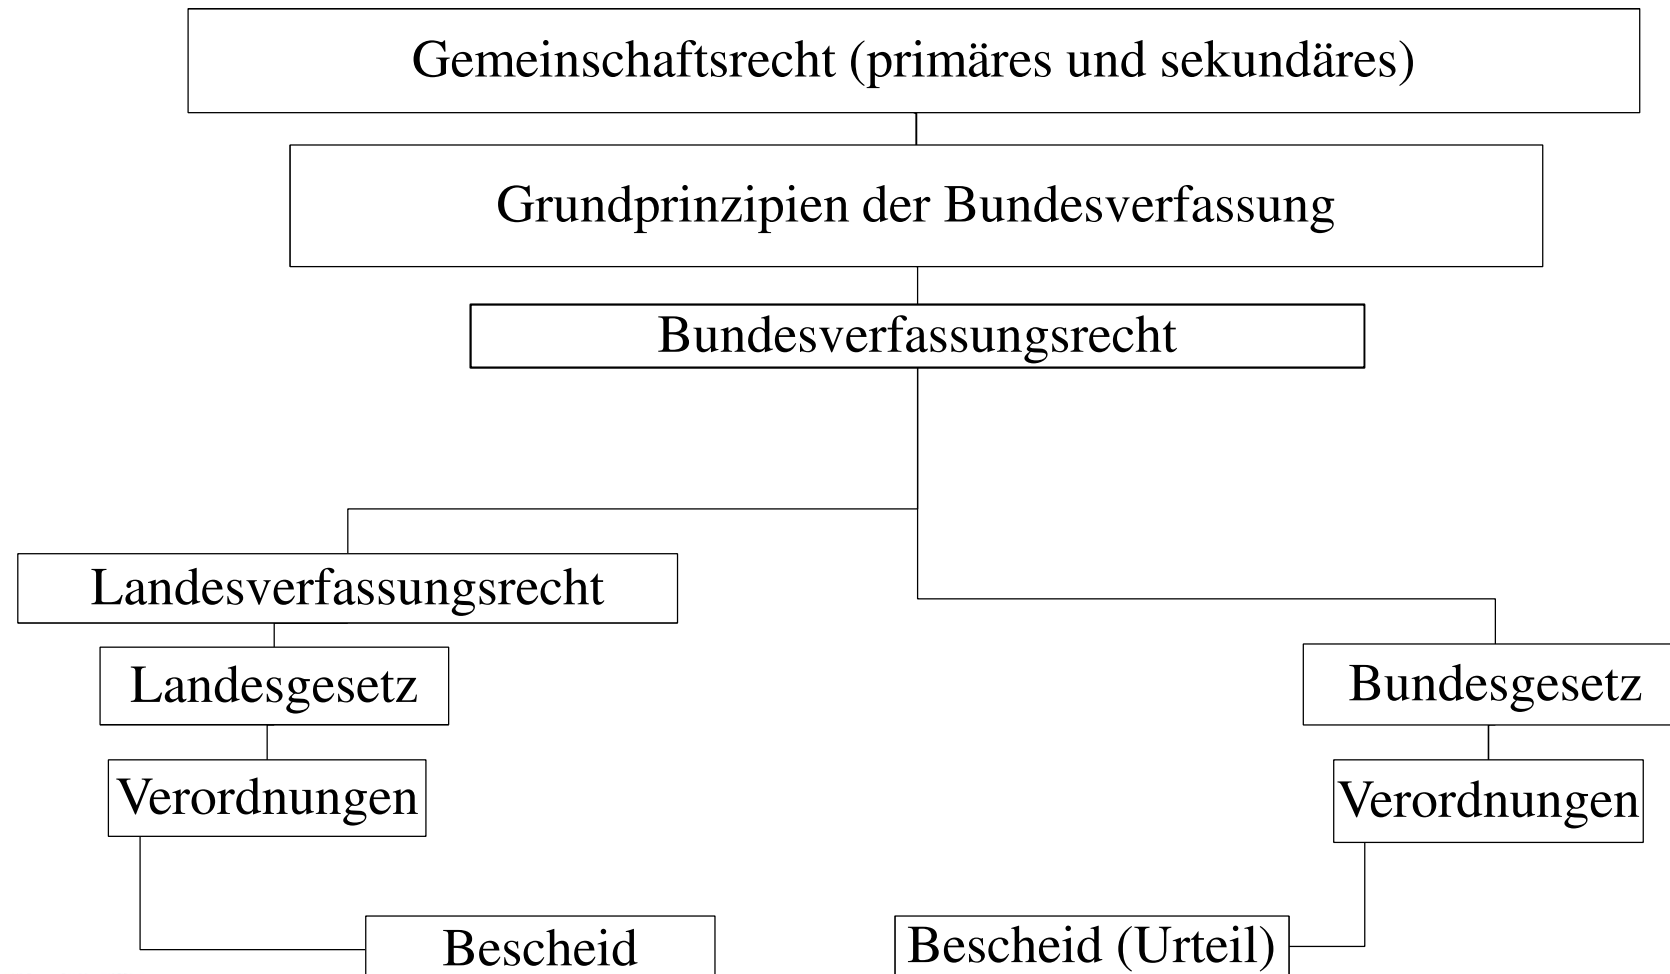 Gemeinschaftsrecht (primäres und sekundäres)
Grundprinzipien der Bundesverfassung
Bundesverfassungsrecht
Landesverfassungsrecht
Landesgesetz
Bundesgesetz
Verordnungen
Verordnungen
Bescheid
Bescheid (Urteil)